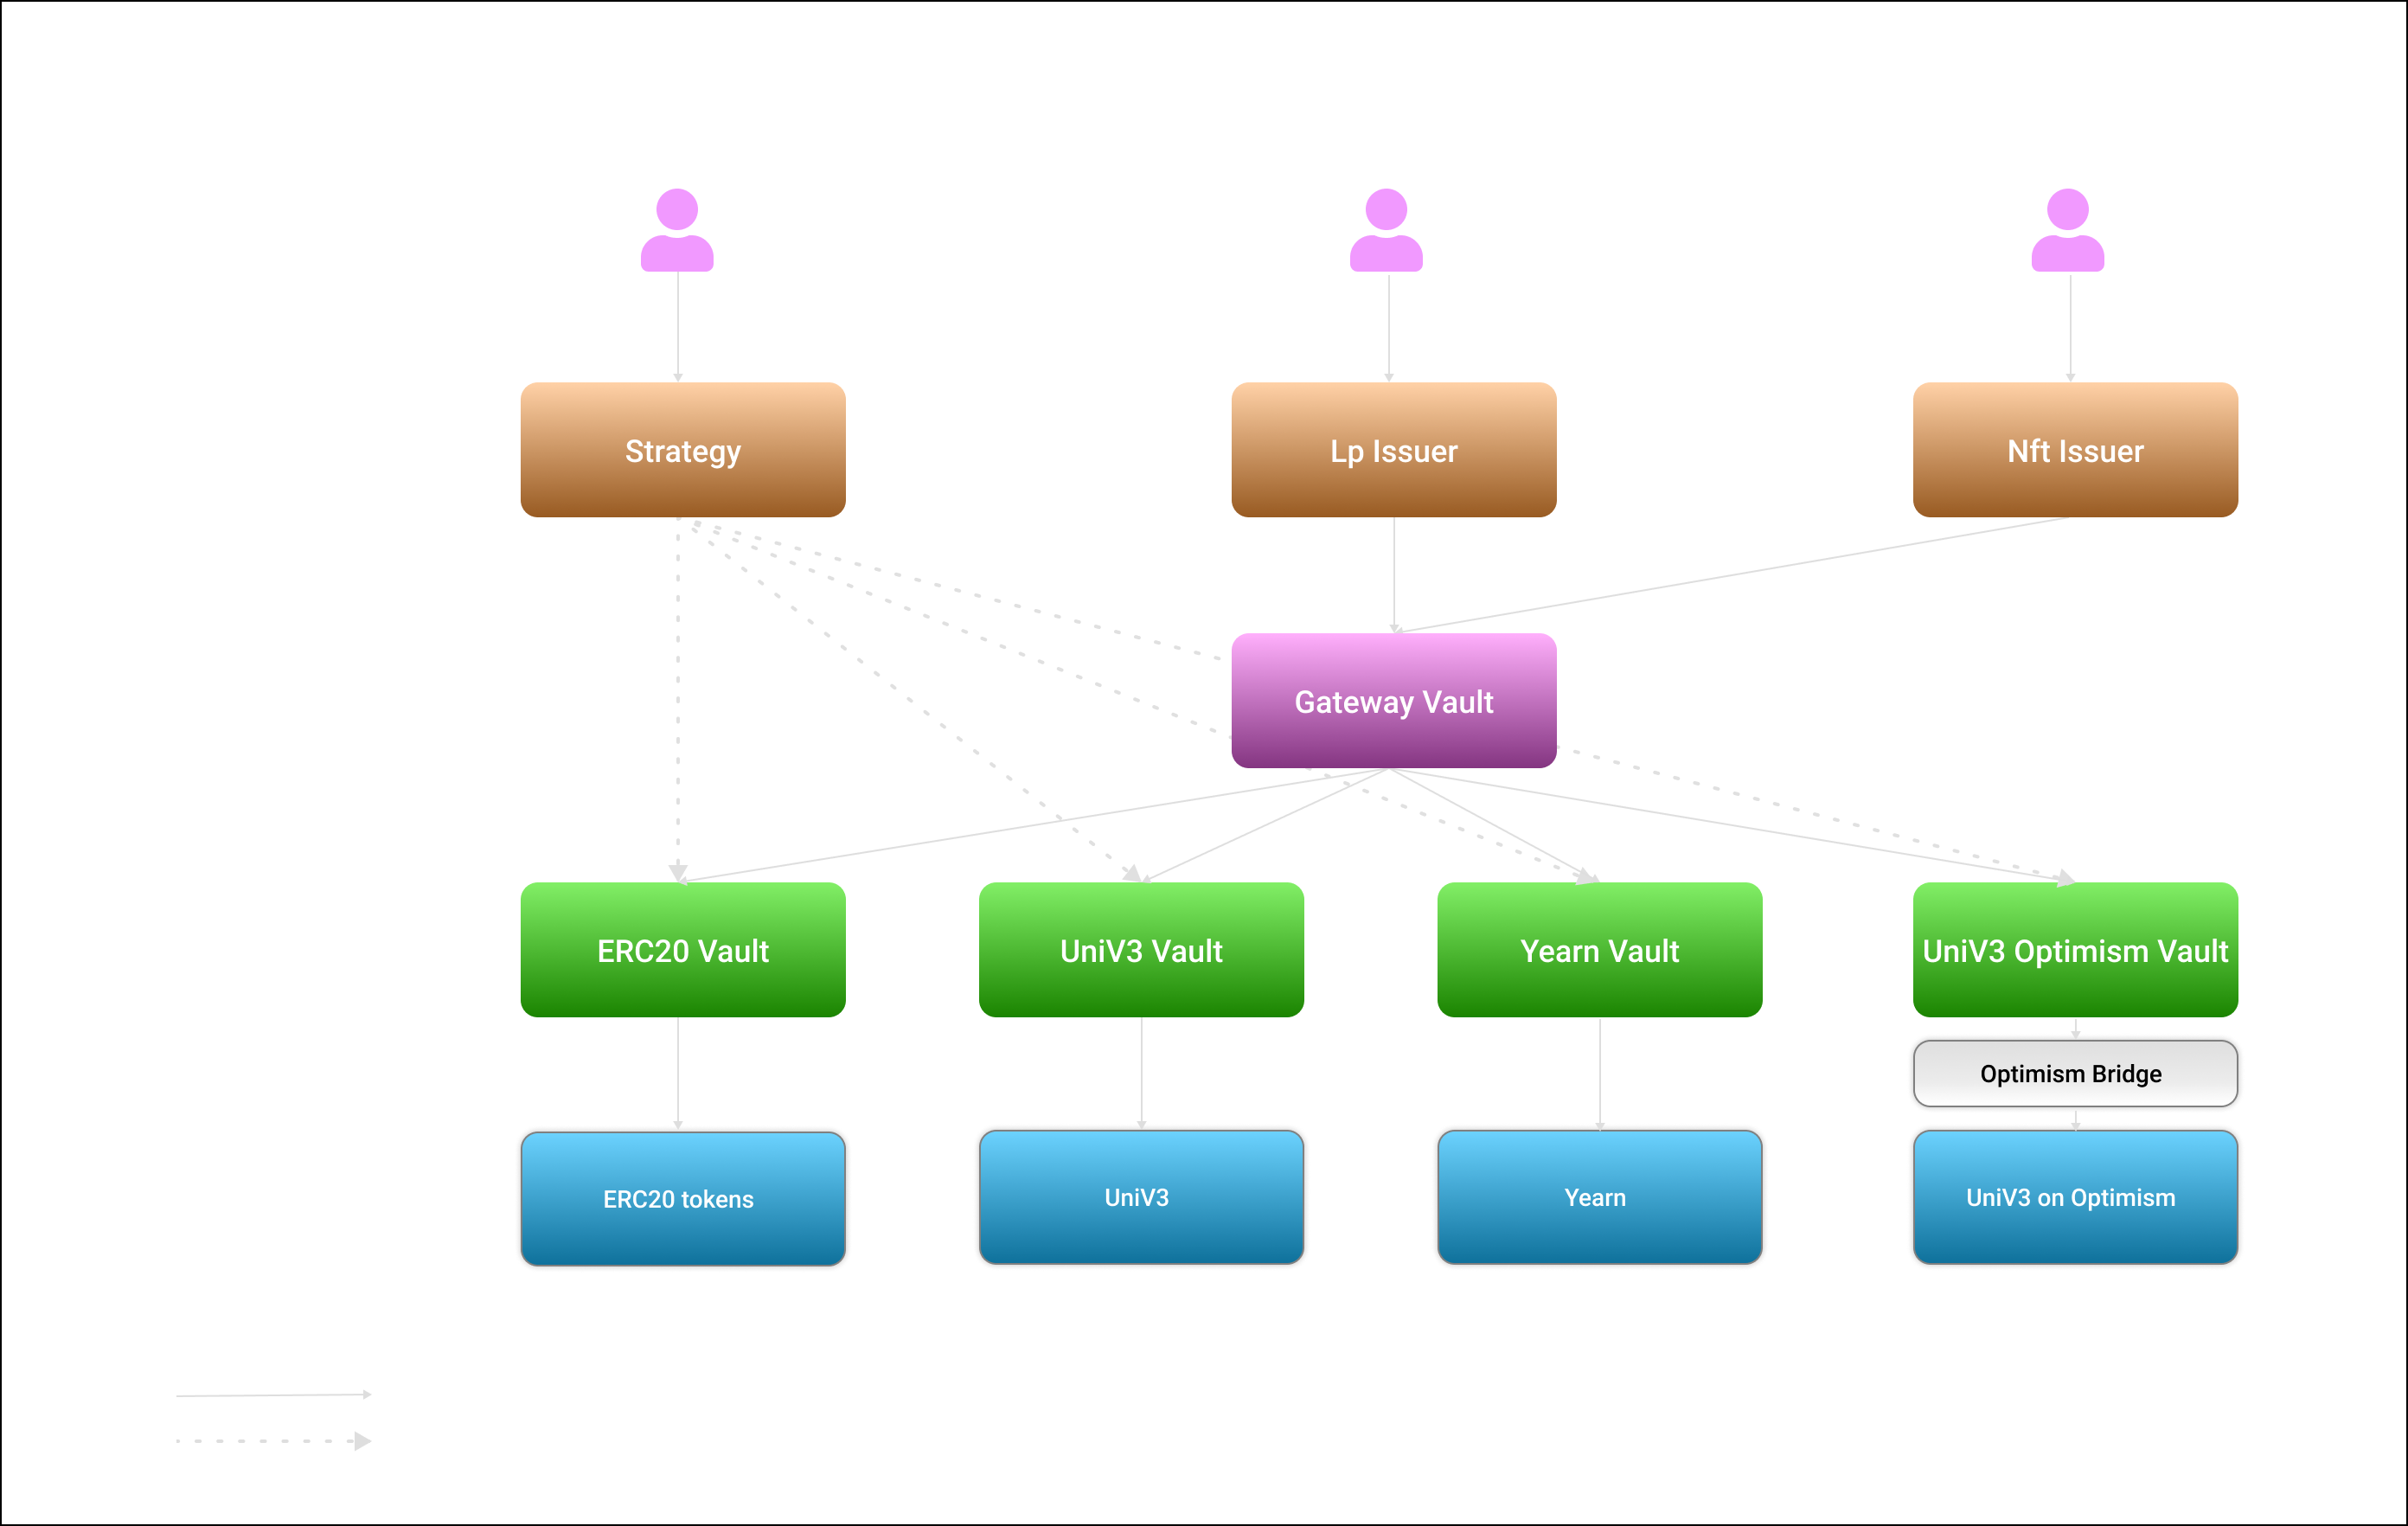 Strategy
Lp Issuer
Nft Issuer
Gateway Vault
ERC20 Vault
UniV3 Vault
Yearn Vault
UniV3 Optimism Vault
Optimism Bridge
ERC20 tokens
UniV3
Yearn
UniV3 on Optimism